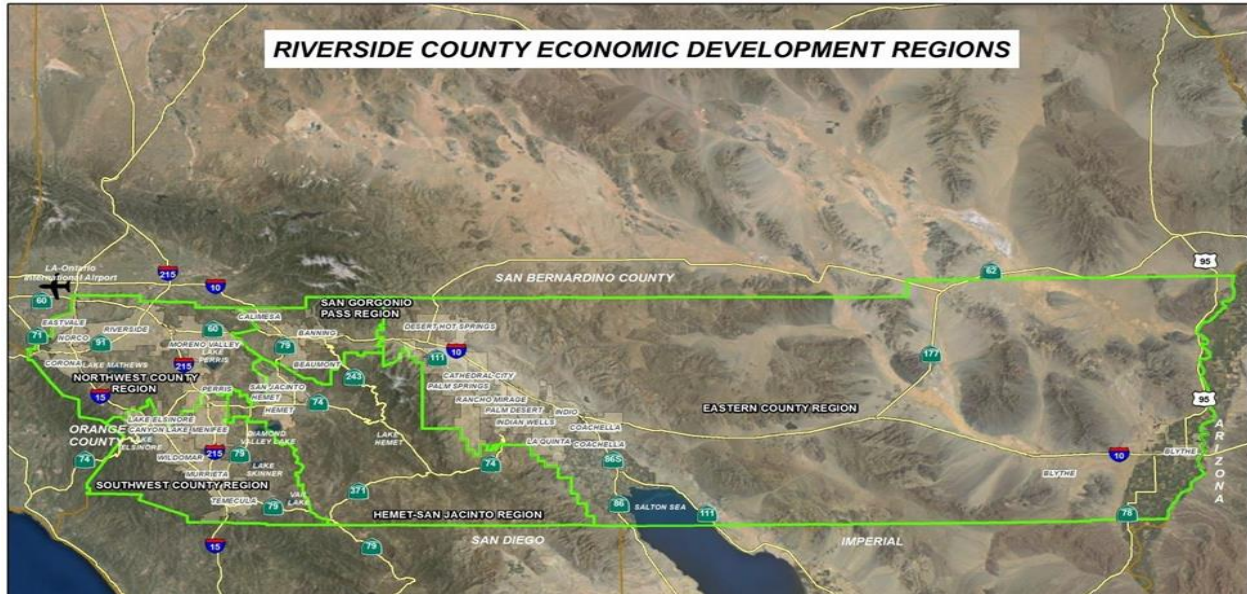 RIVERSIDE COUNTY ECONOMIC DEVELOPMENT REGIONS
LA-Ontario
International Airport
215
10
SAN BERNARDINO COUNTY
62
95
60
SAN GORGONIO
PASS REGION
CALIMESA
EASTVALE
RIVERSIDE
60
BANNING
DESERT HOT SPRINGS
71
NORCO
91
MORENO VALLEY
79
10
LAKE
PERRIS
111
177
CORONA
LAKE MATHEWS
215
BEAUMONT
243
CATHEDRAL-CITY
NORTHWEST COUNTY
REGION
PERRIS
SAN JACINTO
PALM SPRINGS
15
HEMET
74
RANCHO MIRAGE
95
HEMET
PALM DESERT
INDIO
EASTERN COUNTY REGION
LAKE ELSINORE
INDIAN WELLS
ORANGE
COUNTY
CANYON LAKE
MENIFEE
DIAMOND
VALLEY LAKE
COACHELLA
LAKE
ELSINORE
LAKE
HEMET
LA QUINTA
COACHELLA
ARIZONA
74
WILDOMAR
215
79
LAKE
SKINNER
74
86S
10
BLYTHE
BLYTHE
MURRIETA
SOUTHWEST COUNTY REGION
371
TEMECULA
VAIL
LAKE
79
86
SALTON SEA
HEMET-SAN JACINTO REGION
111
78
SAN DIEGO
IMPERIAL
15
79